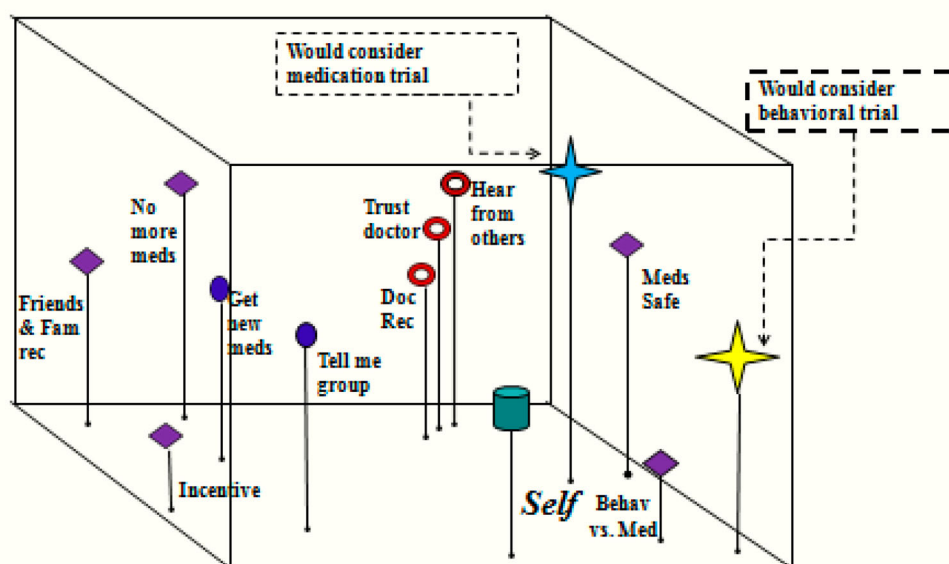 Would consider
medication trial
Would consider
behavioral trial
No
more
meds
Trust
doctor
Hear
from
others
Friends
& Fam
rec
Get
new
meds
Doc
Rec
Meds
Safe
Tell me
group
Incentive
Self
Behav
vs. Med